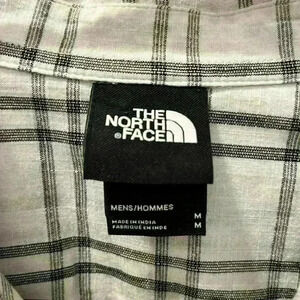 THE
NORTH
FACE
MENS/HOMMES M
MADE IN INDIA M
FABRIQUÉ EN INDE